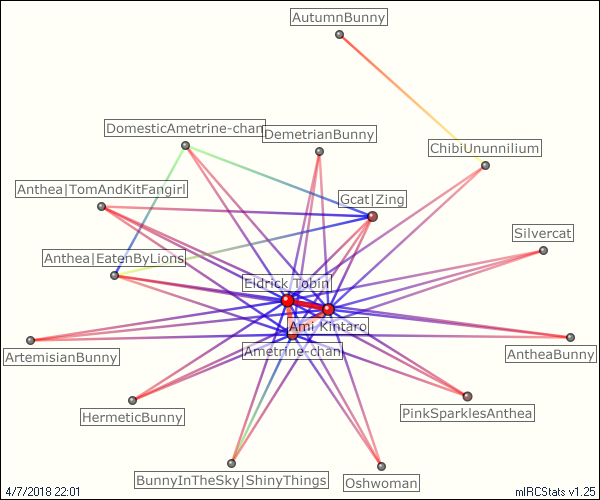 AutumnBunny
DomesticAmetrine-chan
DemetrianBunny
ChibiUnunnilium
Anthea|TomAndKitFangirl
Gcat|Zing
Silvercat
Anthea|EatenByLions
Eldrick_Tobin
Ami_Kintaro
Ametrine-chan
ArtemisianBunny
AntheaBunny
HermeticBunny
PinkSparklesAnthea
BunnyInTheSky|ShinyThings
Oshwoman
4/7/2018 22:01
mIRCStats v1.25